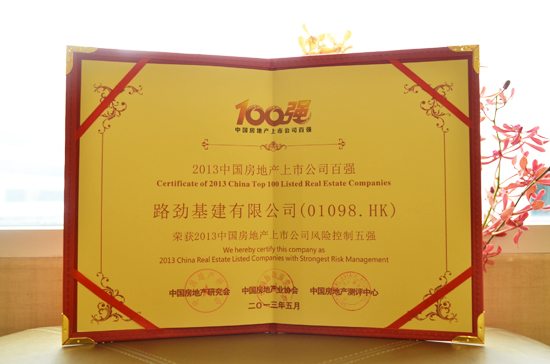 100强
中国房地产上市公司百强
2013中国房地产上市公司百强
Certificate of 2013 China Top 100 Listed Real Estate Companies
路劲基建有限公司(01098.HK)
荣获2013中国房地产上市公司风险控制五强
We hereby certify this company as
2013 China Real Estate Listed Companies with Strongest Risk Management
中国房地产研究会 中国房地产业协会 中国房地产测评中心
二〇一三年五月